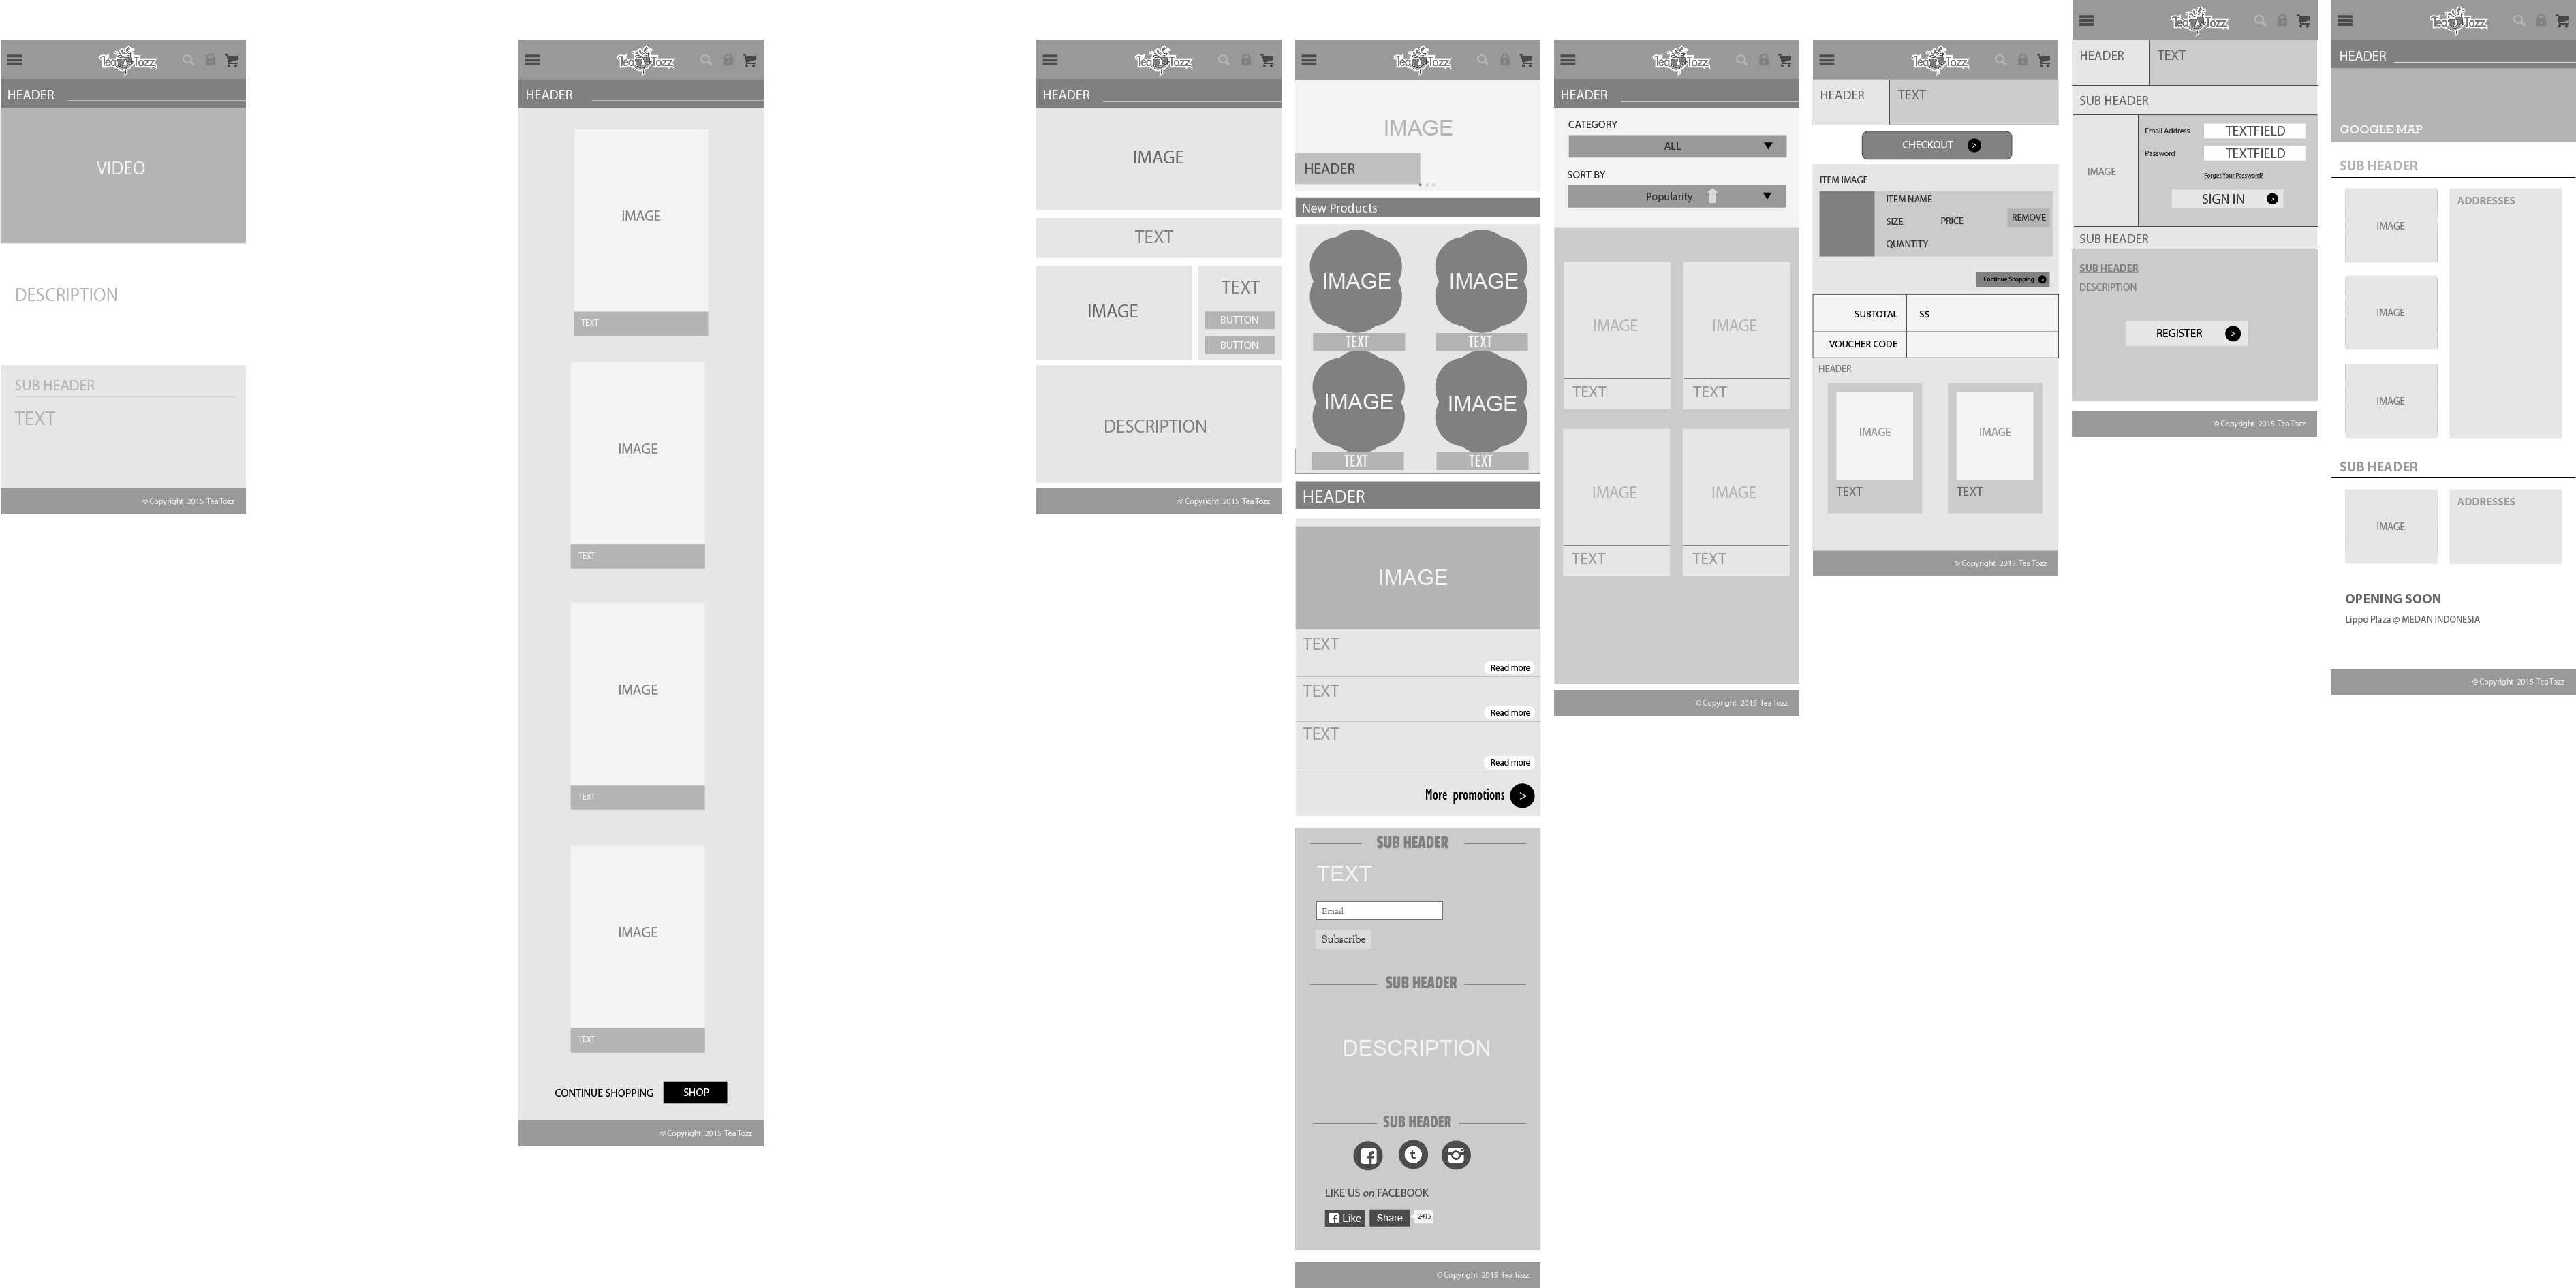 Tea Tozz
HEADER
VIDEO
DESCRIPTION
SUB HEADER
TEXT
© Copyright 2015 Tea Tozz
Tea Tozz
HEADER
IMAGE
TEXT
IMAGE
TEXT
IMAGE
TEXT
IMAGE
TEXT
CONTINUE SHOPPING SHOP
© Copyright 2015 Tea Tozz
Tea Tozz
HEADER
IMAGE
TEXT
IMAGE
TEXT
BUTTON
BUTTON
DESCRIPTION
© Copyright 2015 Tea Tozz
Tea Tozz
IMAGE
HEADER
New Products
IMAGE IMAGE
TEXT TEXT
IMAGE IMAGE
TEXT TEXT
HEADER
IMAGE
TEXT
Read more
TEXT
Read more
TEXT
Read more
More promotions >
SUB HEADER
TEXT
Email
Subscribe
SUB HEADER
DESCRIPTION
SUB HEADER
LIKE US on FACEBOOK
Like Share 2415
© Copyright 2015 Tea Tozz
Tea Tozz
HEADER
CATEGORY
ALL
SORT BY
Popularity
IMAGE IMAGE
TEXT TEXT
IMAGE IMAGE
TEXT TEXT
© Copyright 2015 Tea Tozz
Tea Tozz
HEADER TEXT
CHECKOUT >
ITEM IMAGE
ITEM NAME
SIZE PRICE REMOVE
QUANTITY
Continue Shopping >
SUBTOTAL S$
VOUCHER CODE
HEADER
IMAGE IMAGE
TEXT TEXT
© Copyright 2015 Tea Tozz
Tea Tozz
HEADER TEXT
SUB HEADER
IMAGE
Email Address TEXTFIELD
Password TEXTFIELD
Forget Your Password?
SIGN IN >
SUB HEADER
SUB HEADER
DESCRIPTION
REGISTER >
© Copyright 2015 Tea Tozz
Tea Tozz
HEADER
GOOGLE MAP
SUB HEADER
IMAGE ADDRESSES
IMAGE
IMAGE
SUB HEADER
IMAGE ADDRESSES
OPENING SOON
Lippo Plaza @ MEDAN INDONESIA
© Copyright 2015 Tea Tozz